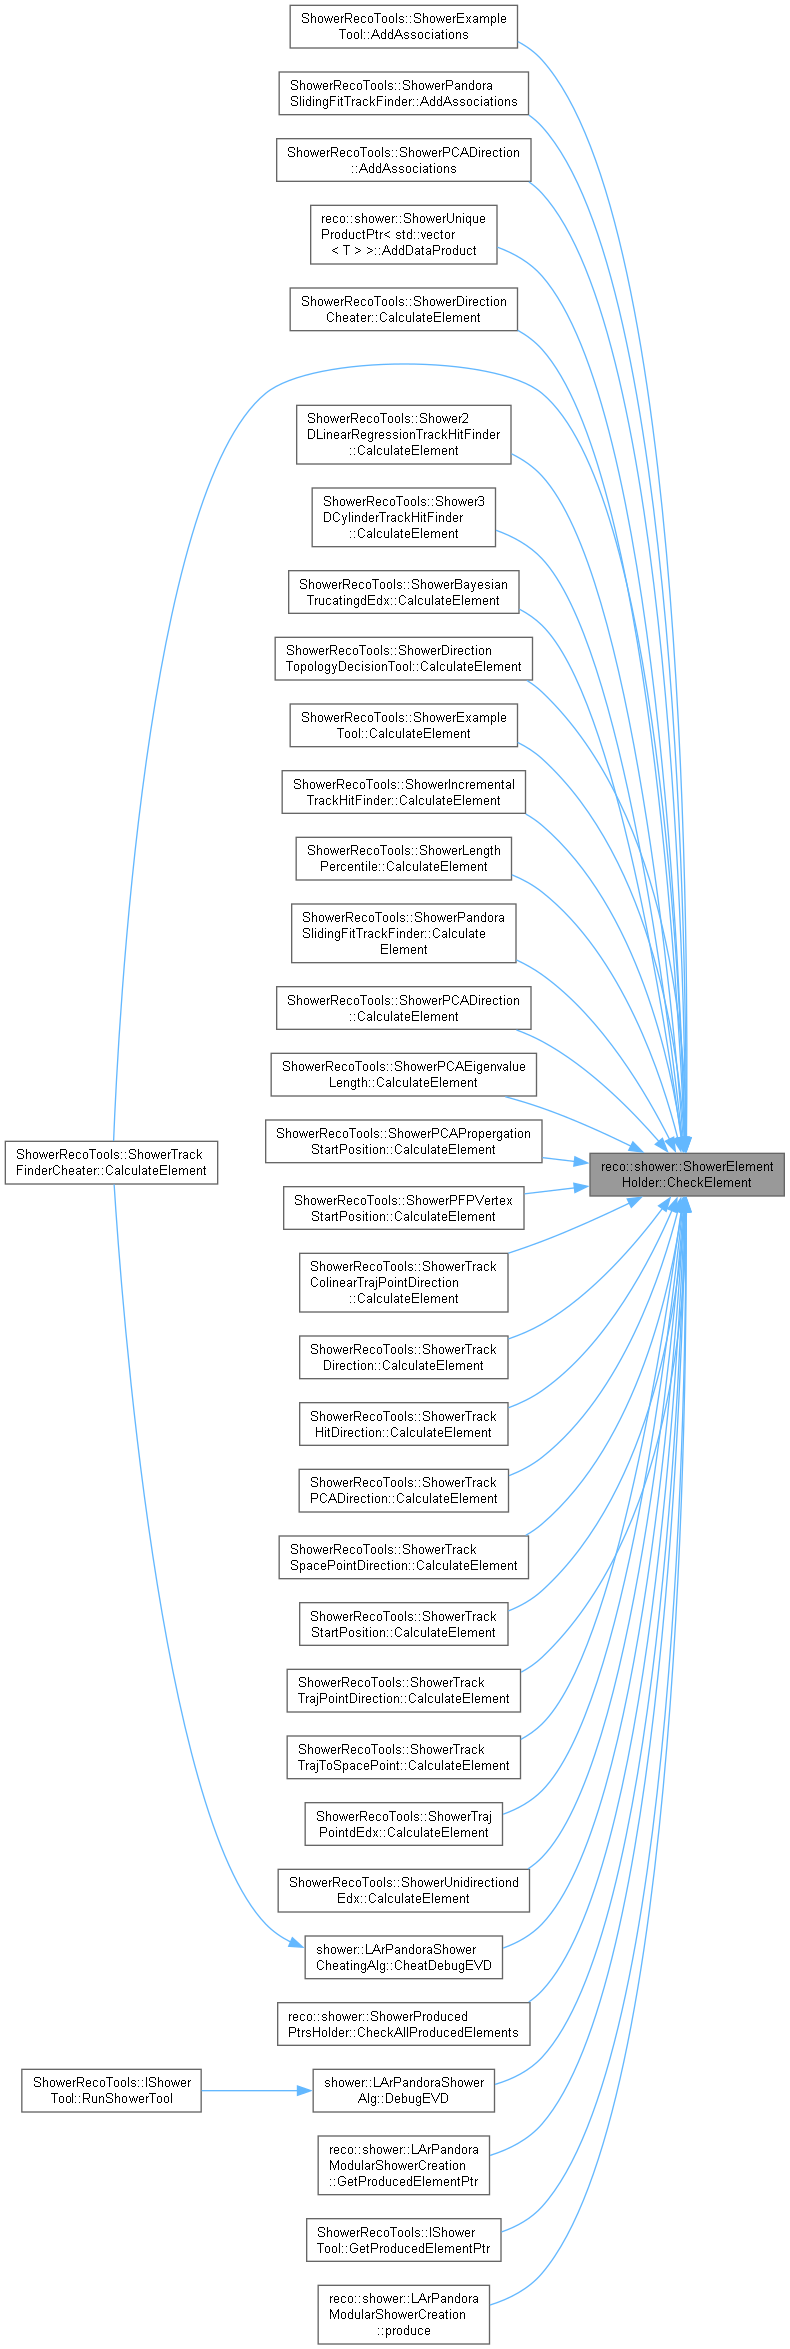 ShowerRecoTools::ShowerExample
Tool::AddAssociations
ShowerRecoTools::ShowerPandora
SlidingFitTrackFinder::AddAssociations
ShowerRecoTools::ShowerPCADirection
::AddAssociations
reco::shower::ShowerUnique
ProductPtr< std::vector
< T > >::AddDataProduct
ShowerRecoTools::ShowerDirection
Cheater::CalculateElement
ShowerRecoTools::Shower2
DLinearRegressionTrackHitFinder
::CalculateElement
ShowerRecoTools::Shower3
DCylinderTrackHitFinder
::CalculateElement
ShowerRecoTools::ShowerBayesian
TrucatingdEdx::CalculateElement
ShowerRecoTools::ShowerDirection
TopologyDecisionTool::CalculateElement
ShowerRecoTools::ShowerExample
Tool::CalculateElement
ShowerRecoTools::ShowerIncremental
TrackHitFinder::CalculateElement
ShowerRecoTools::ShowerLength
Percentile::CalculateElement
ShowerRecoTools::ShowerPandora
SlidingFitTrackFinder::Calculate
Element
ShowerRecoTools::ShowerPCADirection
::CalculateElement
ShowerRecoTools::ShowerPCAEigenvalue
Length::CalculateElement
ShowerRecoTools::ShowerPCAPropergation
StartPosition::CalculateElement
ShowerRecoTools::ShowerTrack
FinderCheater::CalculateElement
reco::shower::ShowerElement
Holder::CheckElement
ShowerRecoTools::ShowerPFPVertex
StartPosition::CalculateElement
ShowerRecoTools::ShowerTrack
ColinearTrajPointDirection
::CalculateElement
ShowerRecoTools::ShowerTrack
Direction::CalculateElement
ShowerRecoTools::ShowerTrack
HitDirection::CalculateElement
ShowerRecoTools::ShowerTrack
PCADirection::CalculateElement
ShowerRecoTools::ShowerTrack
SpacePointDirection::CalculateElement
ShowerRecoTools::ShowerTrack
StartPosition::CalculateElement
ShowerRecoTools::ShowerTrack
TrajPointDirection::CalculateElement
ShowerRecoTools::ShowerTrack
TrajToSpacePoint::CalculateElement
ShowerRecoTools::ShowerTraj
PointdEdx::CalculateElement
ShowerRecoTools::ShowerUnidirectiond
Edx::CalculateElement
shower::LArPandoraShower
CheatingAlg::CheatDebugEVD
reco::shower::ShowerProduced
PtrsHolder::CheckAllProducedElements
ShowerRecoTools::IShower
Tool::RunShowerTool
shower::LArPandoraShower
Alg::DebugEVD
reco::shower::LArPandora
ModularShowerCreation
::GetProducedElementPtr
ShowerRecoTools::IShower
Tool::GetProducedElementPtr
reco::shower::LArPandora
ModularShowerCreation
::produce